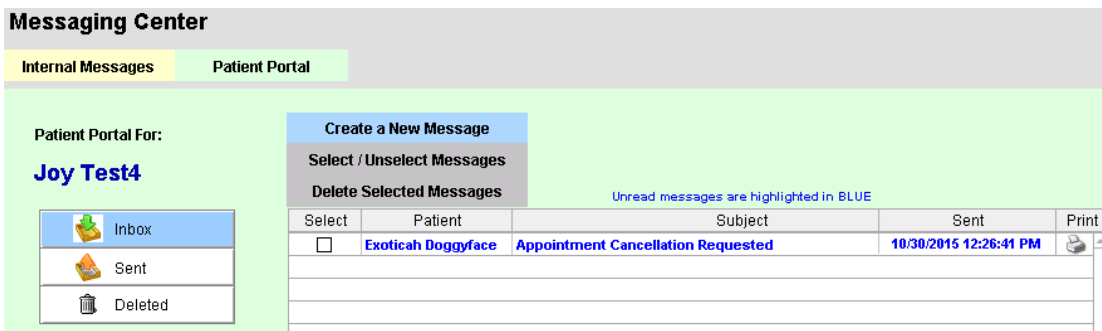 Messaging Center
Internal Messages Patient Portal
Patient Portal For:
Joy Test4
Inbox
Sent
Deleted
Create a New Message
Select / Unselect Messages
Delete Selected Messages
Unread messages are highlighted in BLUE
Select Patient Subject Sent Print
Exoticah Doggyface Appointment Cancellation Requested 10/30/2015 12:26:41 PM